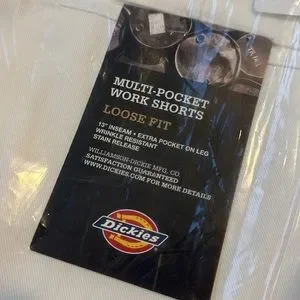 MULTI-POCKET
WORK SHORTS
LOOSE FIT
13" INSEAM • EXTRA POCKET ON LEG
WRINKLE RESISTANT
STAIN RELEASE
WILLIAMSON-DICKIE MFG. CO.
SATISFACTION GUARANTEED
WWW.DICKIES.COM FOR MORE DETAILS
Dickies